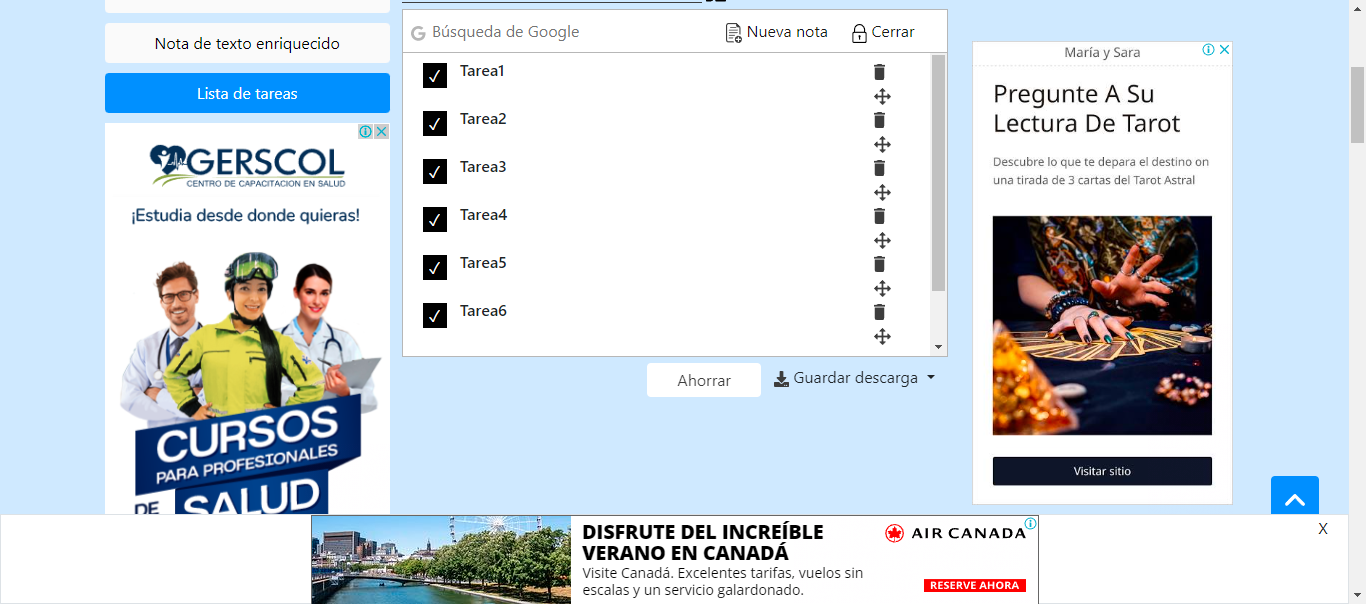 Nota de texto enriquecido
Lista de tareas
GERSCOL
CENTRO DE CAPACITACION EN SALUD
¡Estudia desde donde quieras!
CURSOS
PARA PROFESIONALES
DE SALUD
Búsqueda de Google
Nueva nota
Cerrar
Tarea1
Tarea2
Tarea3
Tarea4
Tarea5
Tarea6
Ahorrar
Guardar descarga
María y Sara
Pregunte A Su
Lectura De Tarot
Descubre lo que te depara el destino on
una tirada de 3 cartas del Tarot Astral
Visitar sitio
DISFRUTE DEL INCREÍBLE
VERANO EN CANADÁ
Visite Canadá. Excelentes tarifas, vuelos sin
escalas y un servicio galardonado.
AIR CANADA
RESERVE AHORA
X